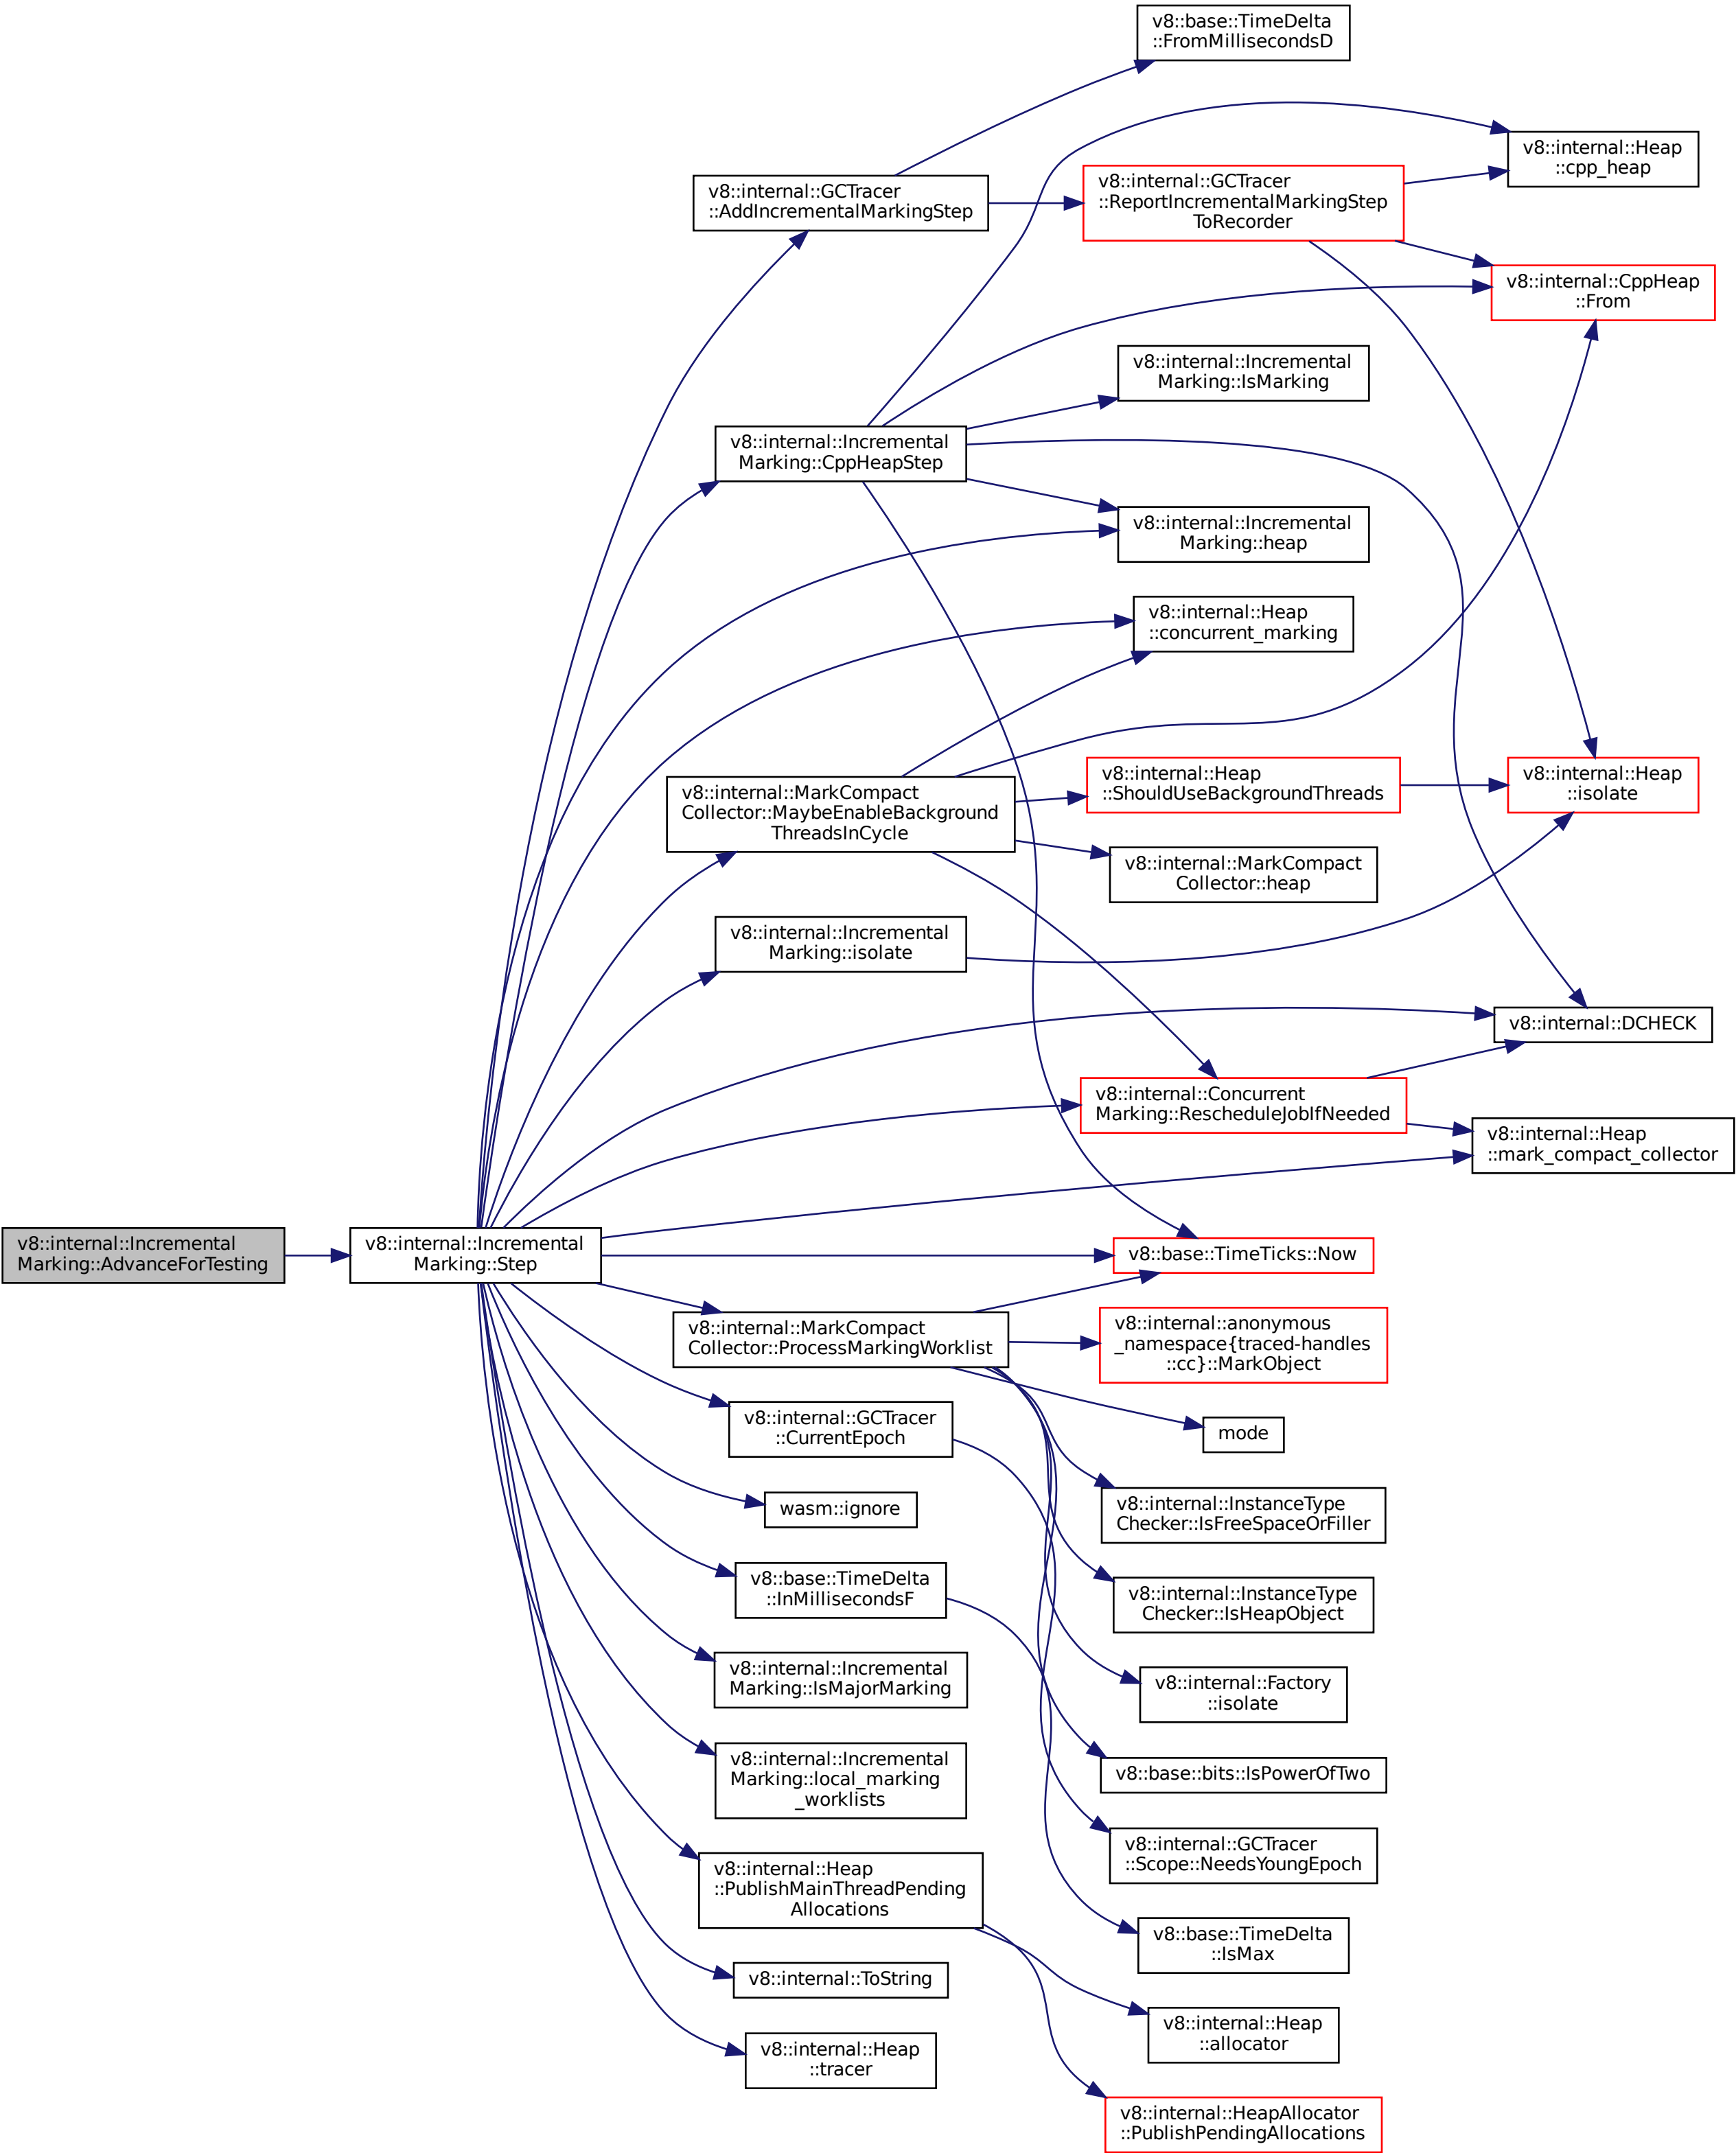 v8::base::TimeDelta
::FromMillisecondsD
v8::internal::Heap
::cpp_heap
v8::internal::GCTracer
::ReportIncrementalMarkingStep
ToRecorder
v8::internal::GCTracer
::AddIncrementalMarkingStep
v8::internal::CppHeap
::From
v8::internal::Incremental
Marking::IsMarking
v8::internal::Incremental
Marking::CppHeapStep
v8::internal::Incremental
Marking::heap
v8::internal::Heap
::concurrent_marking
v8::internal::MarkCompact
Collector::MaybeEnableBackground
ThreadsInCycle
v8::internal::Heap
::ShouldUseBackgroundThreads
v8::internal::Heap
::isolate
v8::internal::MarkCompact
Collector::heap
v8::internal::Incremental
Marking::isolate
v8::internal::DCHECK
v8::internal::Concurrent
Marking::RescheduleJobIfNeeded
v8::internal::Heap
::mark_compact_collector
v8::internal::Incremental
Marking::AdvanceForTesting
v8::internal::Incremental
Marking::Step
v8::base::TimeTicks::Now
v8::internal::MarkCompact
Collector::ProcessMarkingWorklist
v8::internal::anonymous
_namespace{traced-handles
::cc}::MarkObject
v8::internal::GCTracer
::CurrentEpoch
mode
wasm::ignore
v8::internal::InstanceType
Checker::IsFreeSpaceOrFiller
v8::base::TimeDelta
::InMillisecondsF
v8::internal::InstanceType
Checker::IsHeapObject
v8::internal::Incremental
Marking::IsMajorMarking
v8::internal::Factory
::isolate
v8::internal::Incremental
Marking::local_marking
_worklists
v8::base::bits::IsPowerOfTwo
v8::internal::GCTracer
::Scope::NeedsYoungEpoch
v8::internal::Heap
::PublishMainThreadPending
Allocations
v8::base::TimeDelta
::IsMax
v8::internal::ToString
v8::internal::Heap
::allocator
v8::internal::Heap
::tracer
v8::internal::HeapAllocator
::PublishPendingAllocations